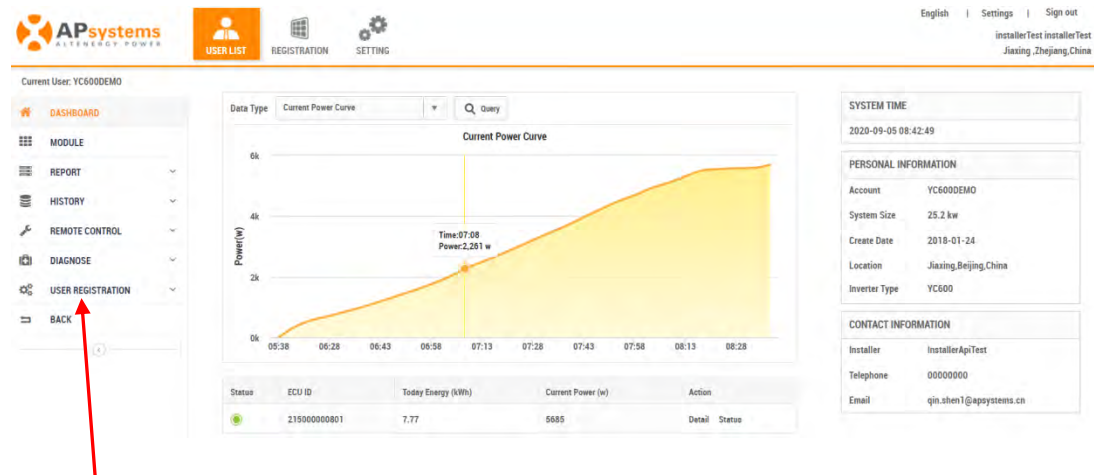 English | Settings | Sign out
APsystems
ALTENERGY POWER
USER LIST
REGISTRATION
SETTING
installerTest installerTest
Jiaxing ,Zhejiang,China
Current User: YC600DEMO
DASHBOARD
MODULE
REPORT
HISTORY
REMOTE CONTROL
DIAGNOSE
USER REGISTRATION
BACK
Data Type Current Power Curve Query
Current Power Curve
Power(w)
6k
4k
2k
0k
Time:07:08
Power:2,261 w
05:38 06:28 06:43 06:58 07:13 07:28 07:43 07:58 08:13 08:28
Status ECU ID Today Energy (kWh) Current Power (w) Action
215000000801 7.77 5685 Detail Status
SYSTEM TIME
2020-09-05 08:42:49
PERSONAL INFORMATION
Account YC600DEMO
System Size 25.2 kw
Create Date 2018-01-24
Location Jiaxing,Beijing,China
Inverter Type YC600
CONTACT INFORMATION
Installer InstallerApiTest
Telephone 00000000
Email qin.shen1@apsystems.cn